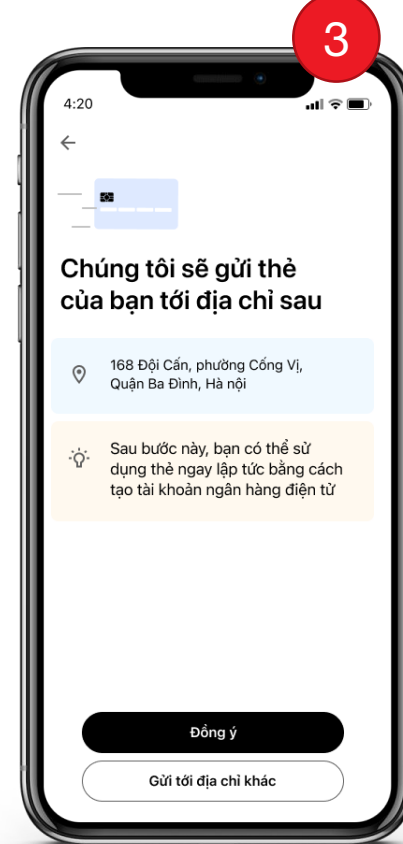 3
4:20
Chúng tôi sẽ gửi thẻ
của bạn tới địa chỉ sau
168 Đội Cấn, phường Cống Vị,
Quận Ba Đình, Hà nội
Sau bước này, bạn có thể sử
dụng thẻ ngay lập tức bằng cách
tạo tài khoản ngân hàng điện tử
Đồng ý
Gửi tới địa chỉ khác